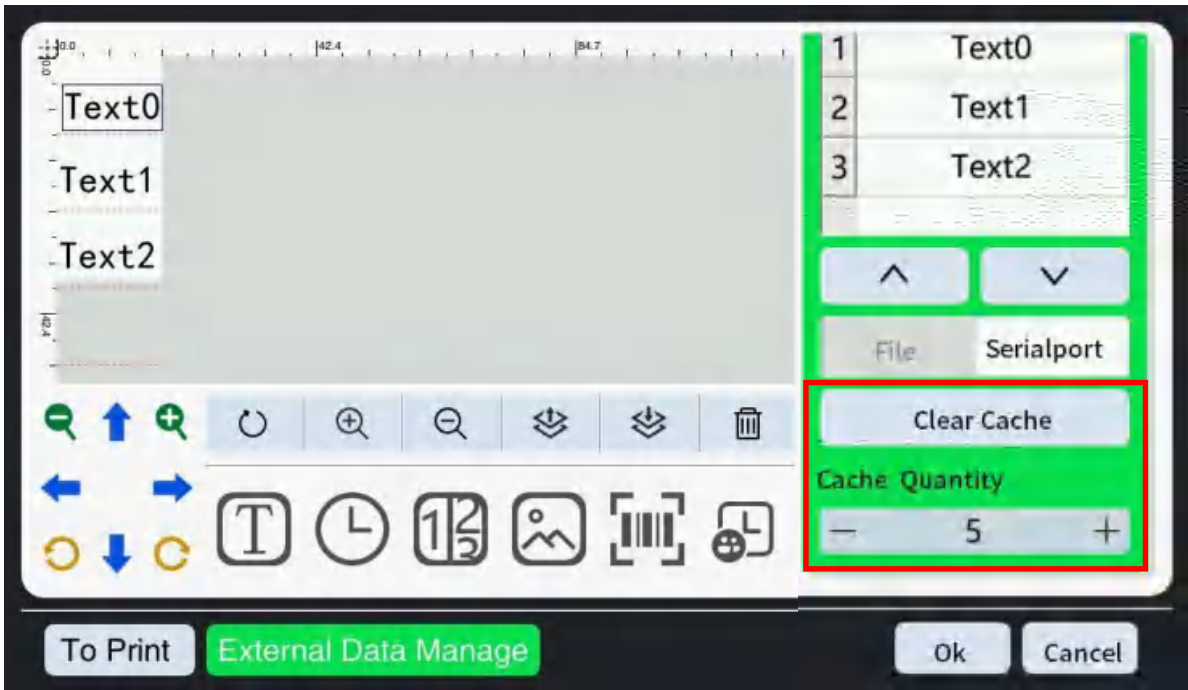 0.0 42.4 84.7
0.0
Text0
Text1
Text2
42.4
1 Text0
2 Text1
3 Text2
File Serialport
Clear Cache
Cache Quantity
− 5 +
To Print External Data Manage Ok Cancel